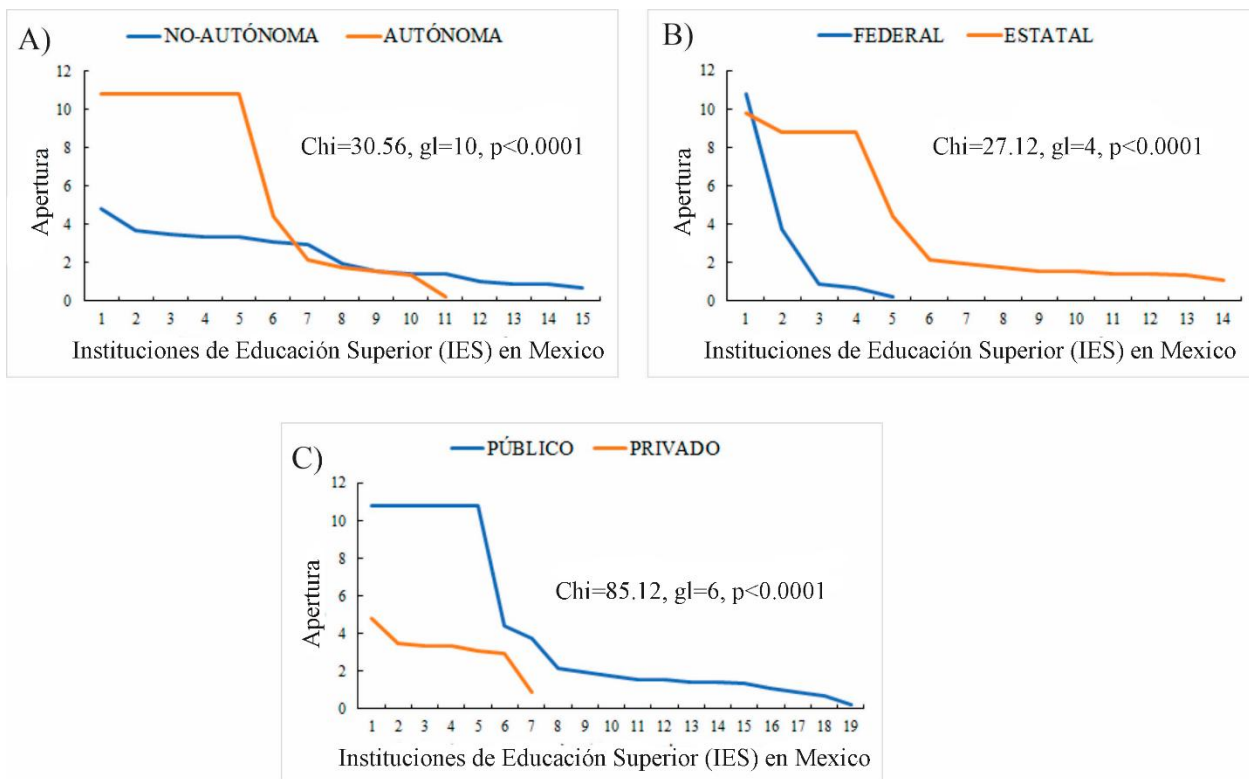 A)
NO-AUTÓNOMA AUTÓNOMA
12
10
8
6
4
2
0
Apertura
Chi=30.56, gl=10, p<0.0001
1 2 3 4 5 6 7 8 9 10 11 12 13 14 15
Instituciones de Educación Superior (IES) en Mexico
B)
FEDERAL ESTATAL
12
10
8
6
4
2
0
Apertura
Chi=27.12, gl=4, p<0.0001
1 2 3 4 5 6 7 8 9 10 11 12 13 14
Instituciones de Educación Superior (IES) en Mexico
C)
PÚBLICO PRIVADO
12
10
8
6
4
2
0
Apertura
Chi=85.12, gl=6, p<0.0001
1 2 3 4 5 6 7 8 9 10 11 12 13 14 15 16 17 18 19
Instituciones de Educación Superior (IES) en Mexico